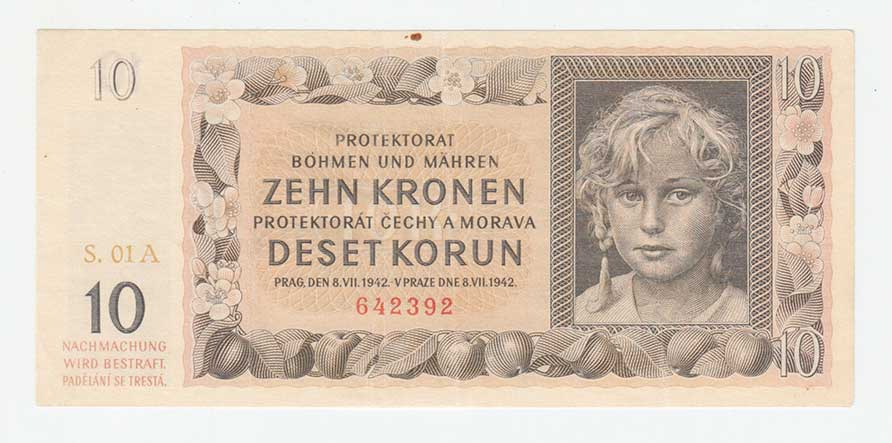 10
10
PROTEKTORAT
BÖHMEN UND MÄHREN
ZEHN KRONEN
PROTEKTORÁT ČECHY A MORAVA
DESET KORUN
PRAG, DEN 8.VII.1942. V PRAZE DNE 8.VII.1942.
642392
S. 01 A
10
NACHMACHUNG
WIRD BESTRAFT.
PADĚLÁNÍ SE TRESTÁ.
10